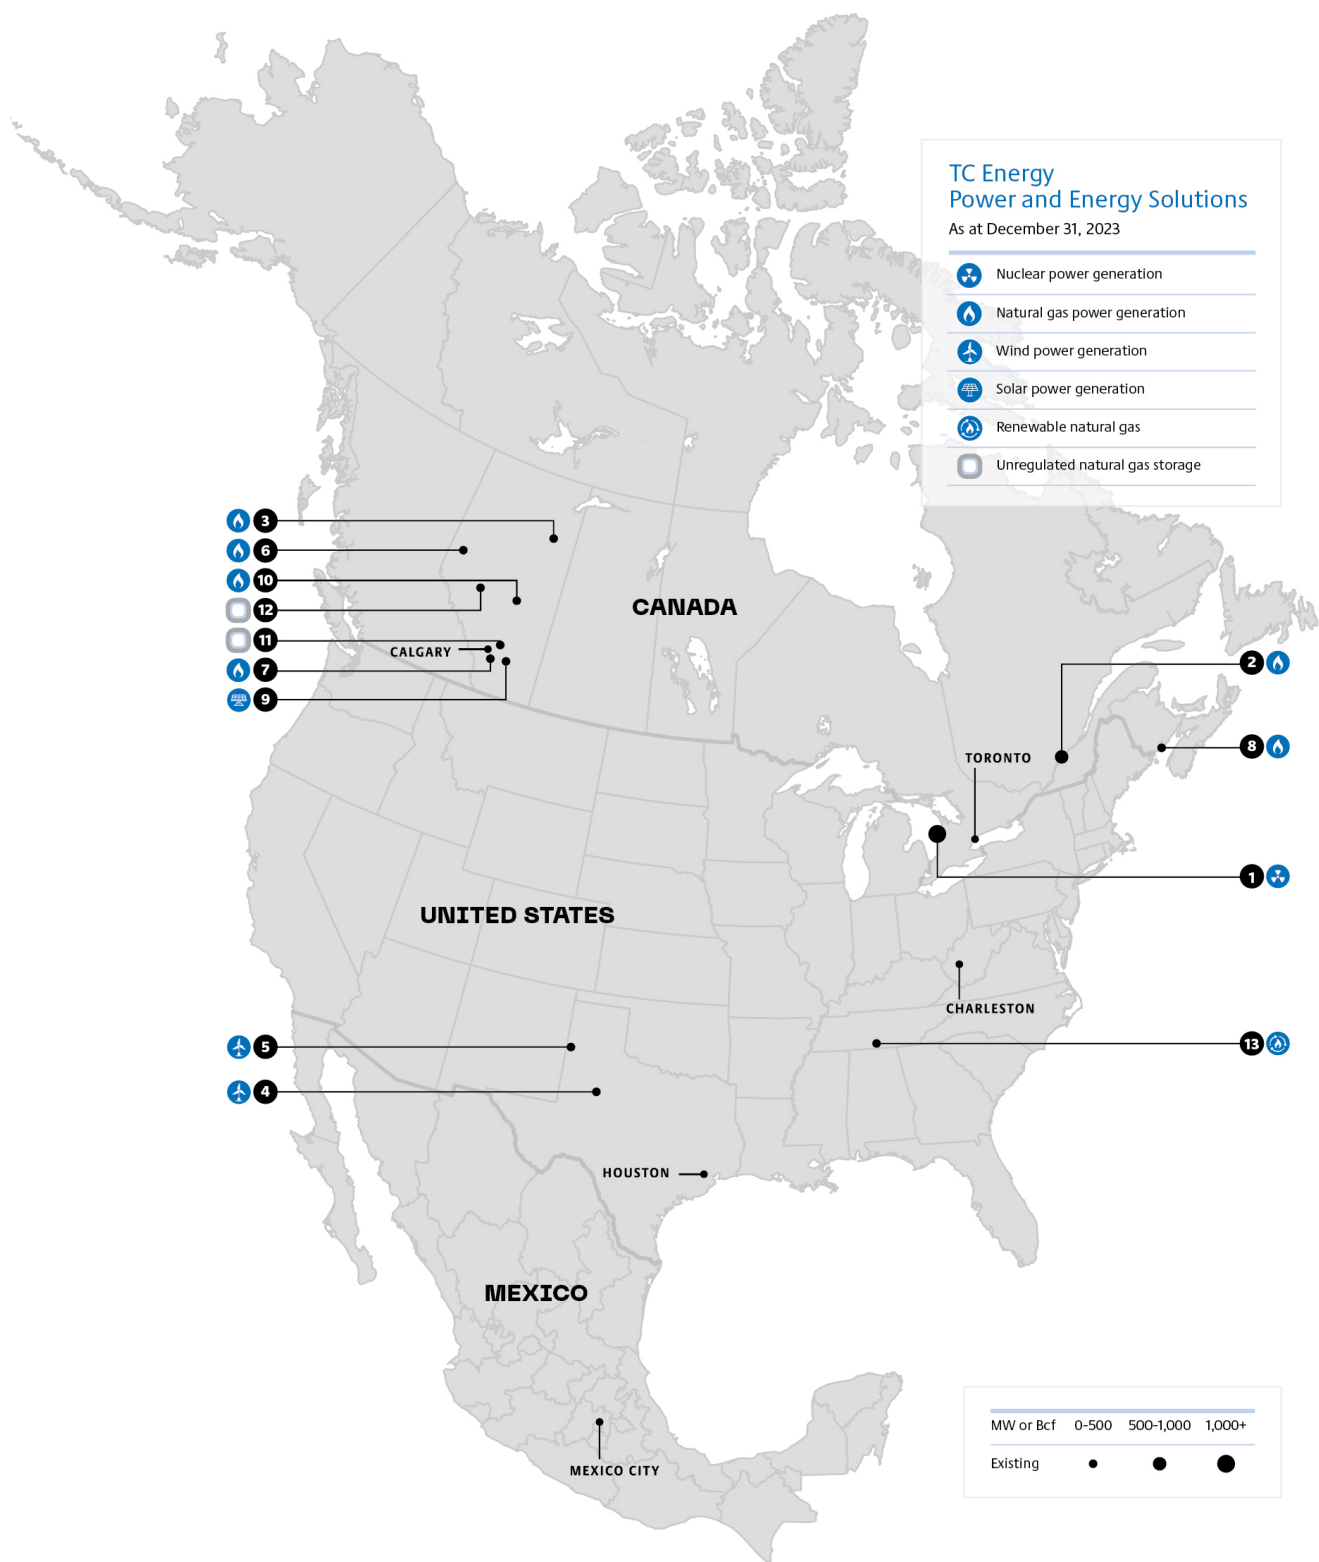 TC Energy
Power and Energy Solutions
As at December 31, 2023
Nuclear power generation
Natural gas power generation
Wind power generation
Solar power generation
Renewable natural gas
Unregulated natural gas storage
3
6
10
12
11
7
9
CALGARY
CANADA
2
8
TORONTO
1
UNITED STATES
CHARLESTON
13
5
4
HOUSTON
MEXICO
MEXICO CITY
MW or Bcf 0-500 500-1,000 1,000+
Existing